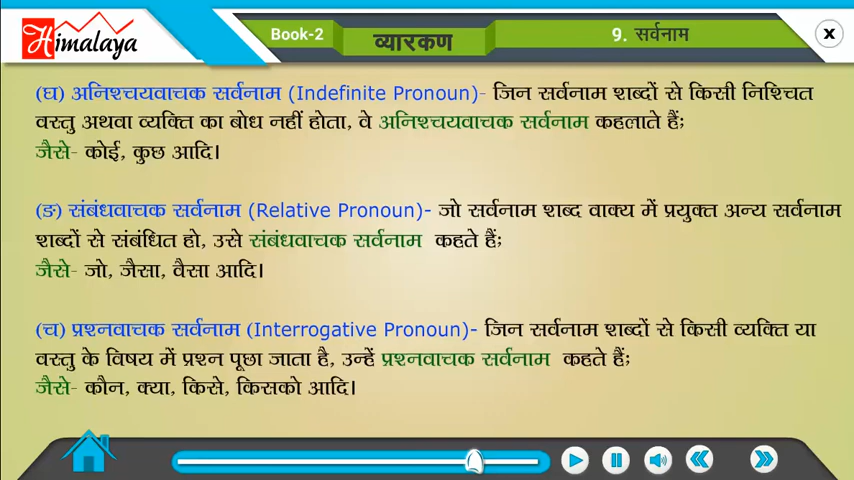 Himalaya
Book-2
व्यारकण
9. सर्वनाम
x
(घ) अनिश्चयवाचक सर्वनाम (Indefinite Pronoun)- जिन सर्वनाम शब्दों से किसी निश्चित
वस्तु अथवा व्यक्ति का बोध नहीं होता, वे अनिश्चयवाचक सर्वनाम कहलाते हैं;
जैसे- कोई, कुछ आदि।
(ङ) संबंधवाचक सर्वनाम (Relative Pronoun)- जो सर्वनाम शब्द वाक्य में प्रयुक्त अन्य सर्वनाम
शब्दों से संबंधित हो, उसे संबंधवाचक सर्वनाम कहते हैं;
जैसे- जो, जैसा, वैसा आदि।
(च) प्रश्नवाचक सर्वनाम (Interrogative Pronoun)- जिन सर्वनाम शब्दों से किसी व्यक्ति या
वस्तु के विषय में प्रश्न पूछा जाता है, उन्हें प्रश्नवाचक सर्वनाम कहते हैं;
जैसे- कौन, क्या, किसे, किसको आदि।